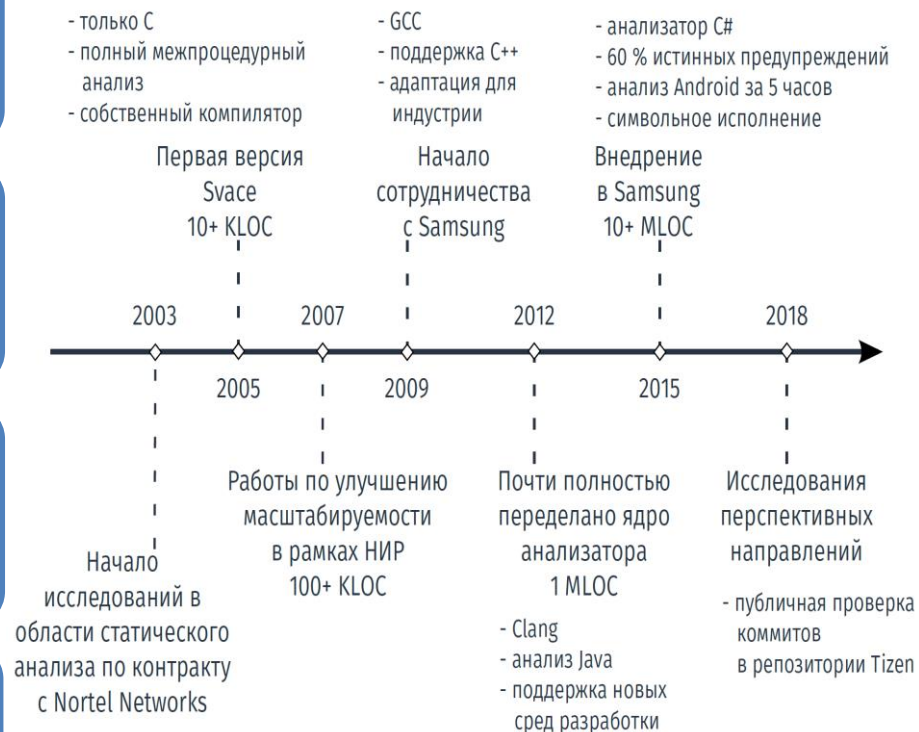 - только C
- полный межпроцедурный
анализ
- собственный компилятор
Первая версия
Svace
10+ KLOC
- GCC
- поддержка C++
- адаптация для
индустрии
Начало
сотрудничества
с Samsung
- анализатор C#
- 60 % истинных предупреждений
- анализ Android за 5 часов
- символьное исполнение
Внедрение
в Samsung
10+ MLOC
2003
2007
2012
2018
2005
2009
2015
Начало
исследований в
области статического
анализа по контракту
с Nortel Networks
Работы по улучшению
масштабируемости
в рамках НИР
100+ KLOC
Почти полностью
переделано ядро
анализатора
1 MLOC
- Clang
- анализ Java
- поддержка новых
сред разработки
Исследования
перспективных
направлений
- публичная проверка
коммитов
в репозитории Tizen